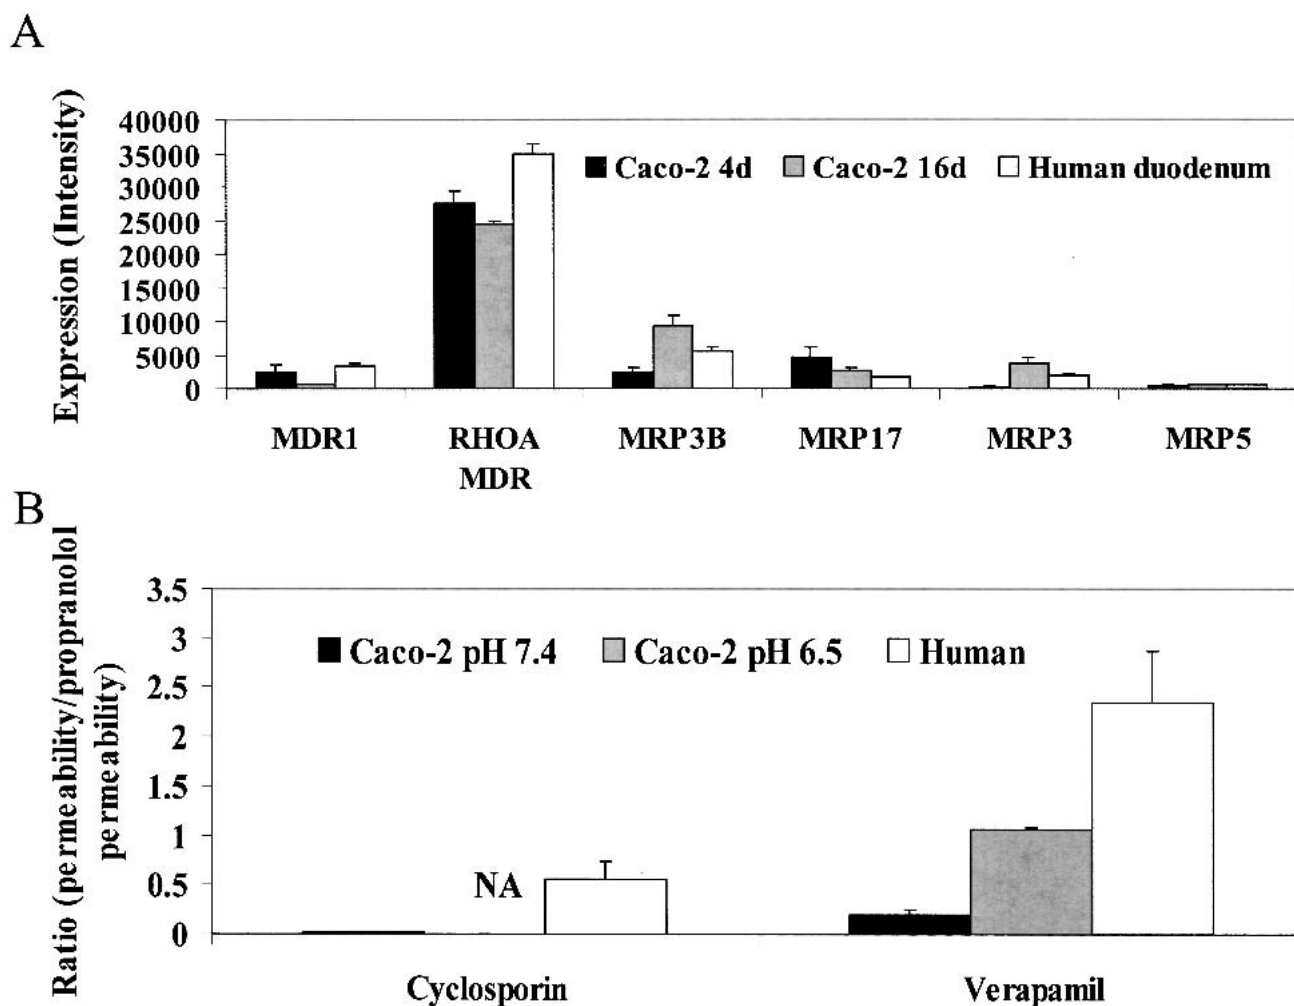 A
Expression (Intensity)
40000
35000
30000
25000
20000
15000
10000
5000
0
Caco-2 4d Caco-2 16d Human duodenum
MDR1 RHOA MRP3B MRP17 MRP3 MRP5
MDR
B
Ratio (permeability/propranolol
permeability)
3.5
3
2.5
2
1.5
1
0.5
0
Caco-2 pH 7.4 Caco-2 pH 6.5 Human
NA
Cyclosporin Verapamil